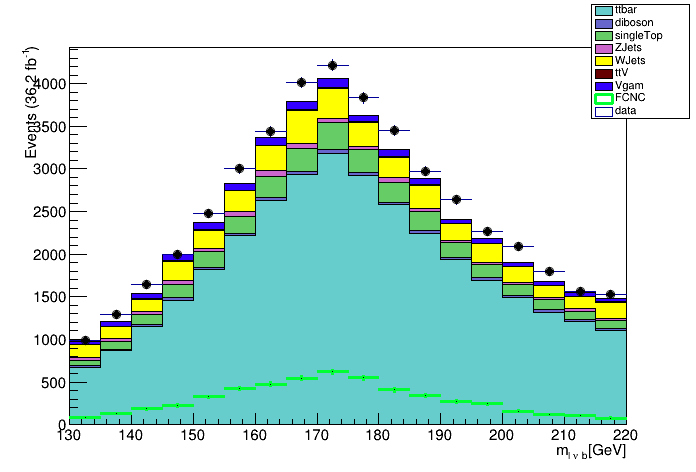 ttbar
diboson
singleTop
ZJets
WJets
ttV
Vgam
FCNC
data
Events (36.2 fb⁻¹)
4000
3500
3000
2500
2000
1500
1000
500
0
130 140 150 160 170 180 190 200 210 220
m_{l ν b}[GeV]